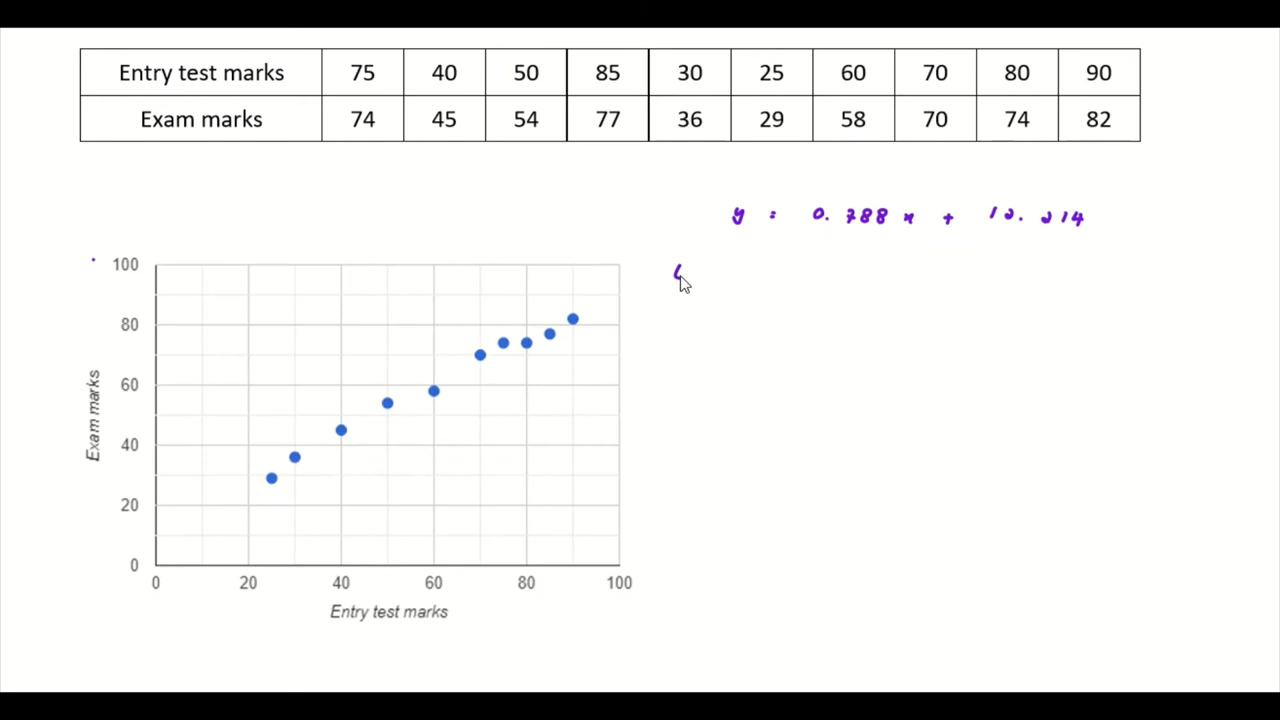 Entry test marks 75 40 50 85 30 25 60 70 80 90
Exam marks 74 45 54 77 36 29 58 70 74 82
y = 0.788x + 12.214
100
80
60
40
20
0
Exam marks
0 20 40 60 80 100
Entry test marks